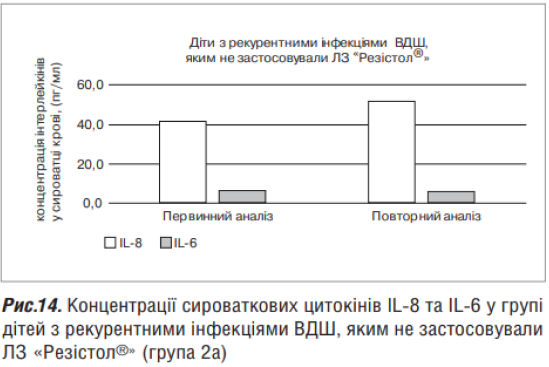 Діти з рекурентними інфекціями ВДШ,
яким не застосовували ЛЗ “Резістол®»
концентрація інтерлейкінів
у сироватці крові, (пг/мл)
60,0
40,0
20,0
0,0
Первинний аналіз
Повторний аналіз
IL-8
IL-6
Рис.14. Концентрації сироваткових цитокінів IL-8 та IL-6 у групі
дітей з рекурентними інфекціями ВДШ, яким не застосовували
ЛЗ «Резістол®» (група 2а)